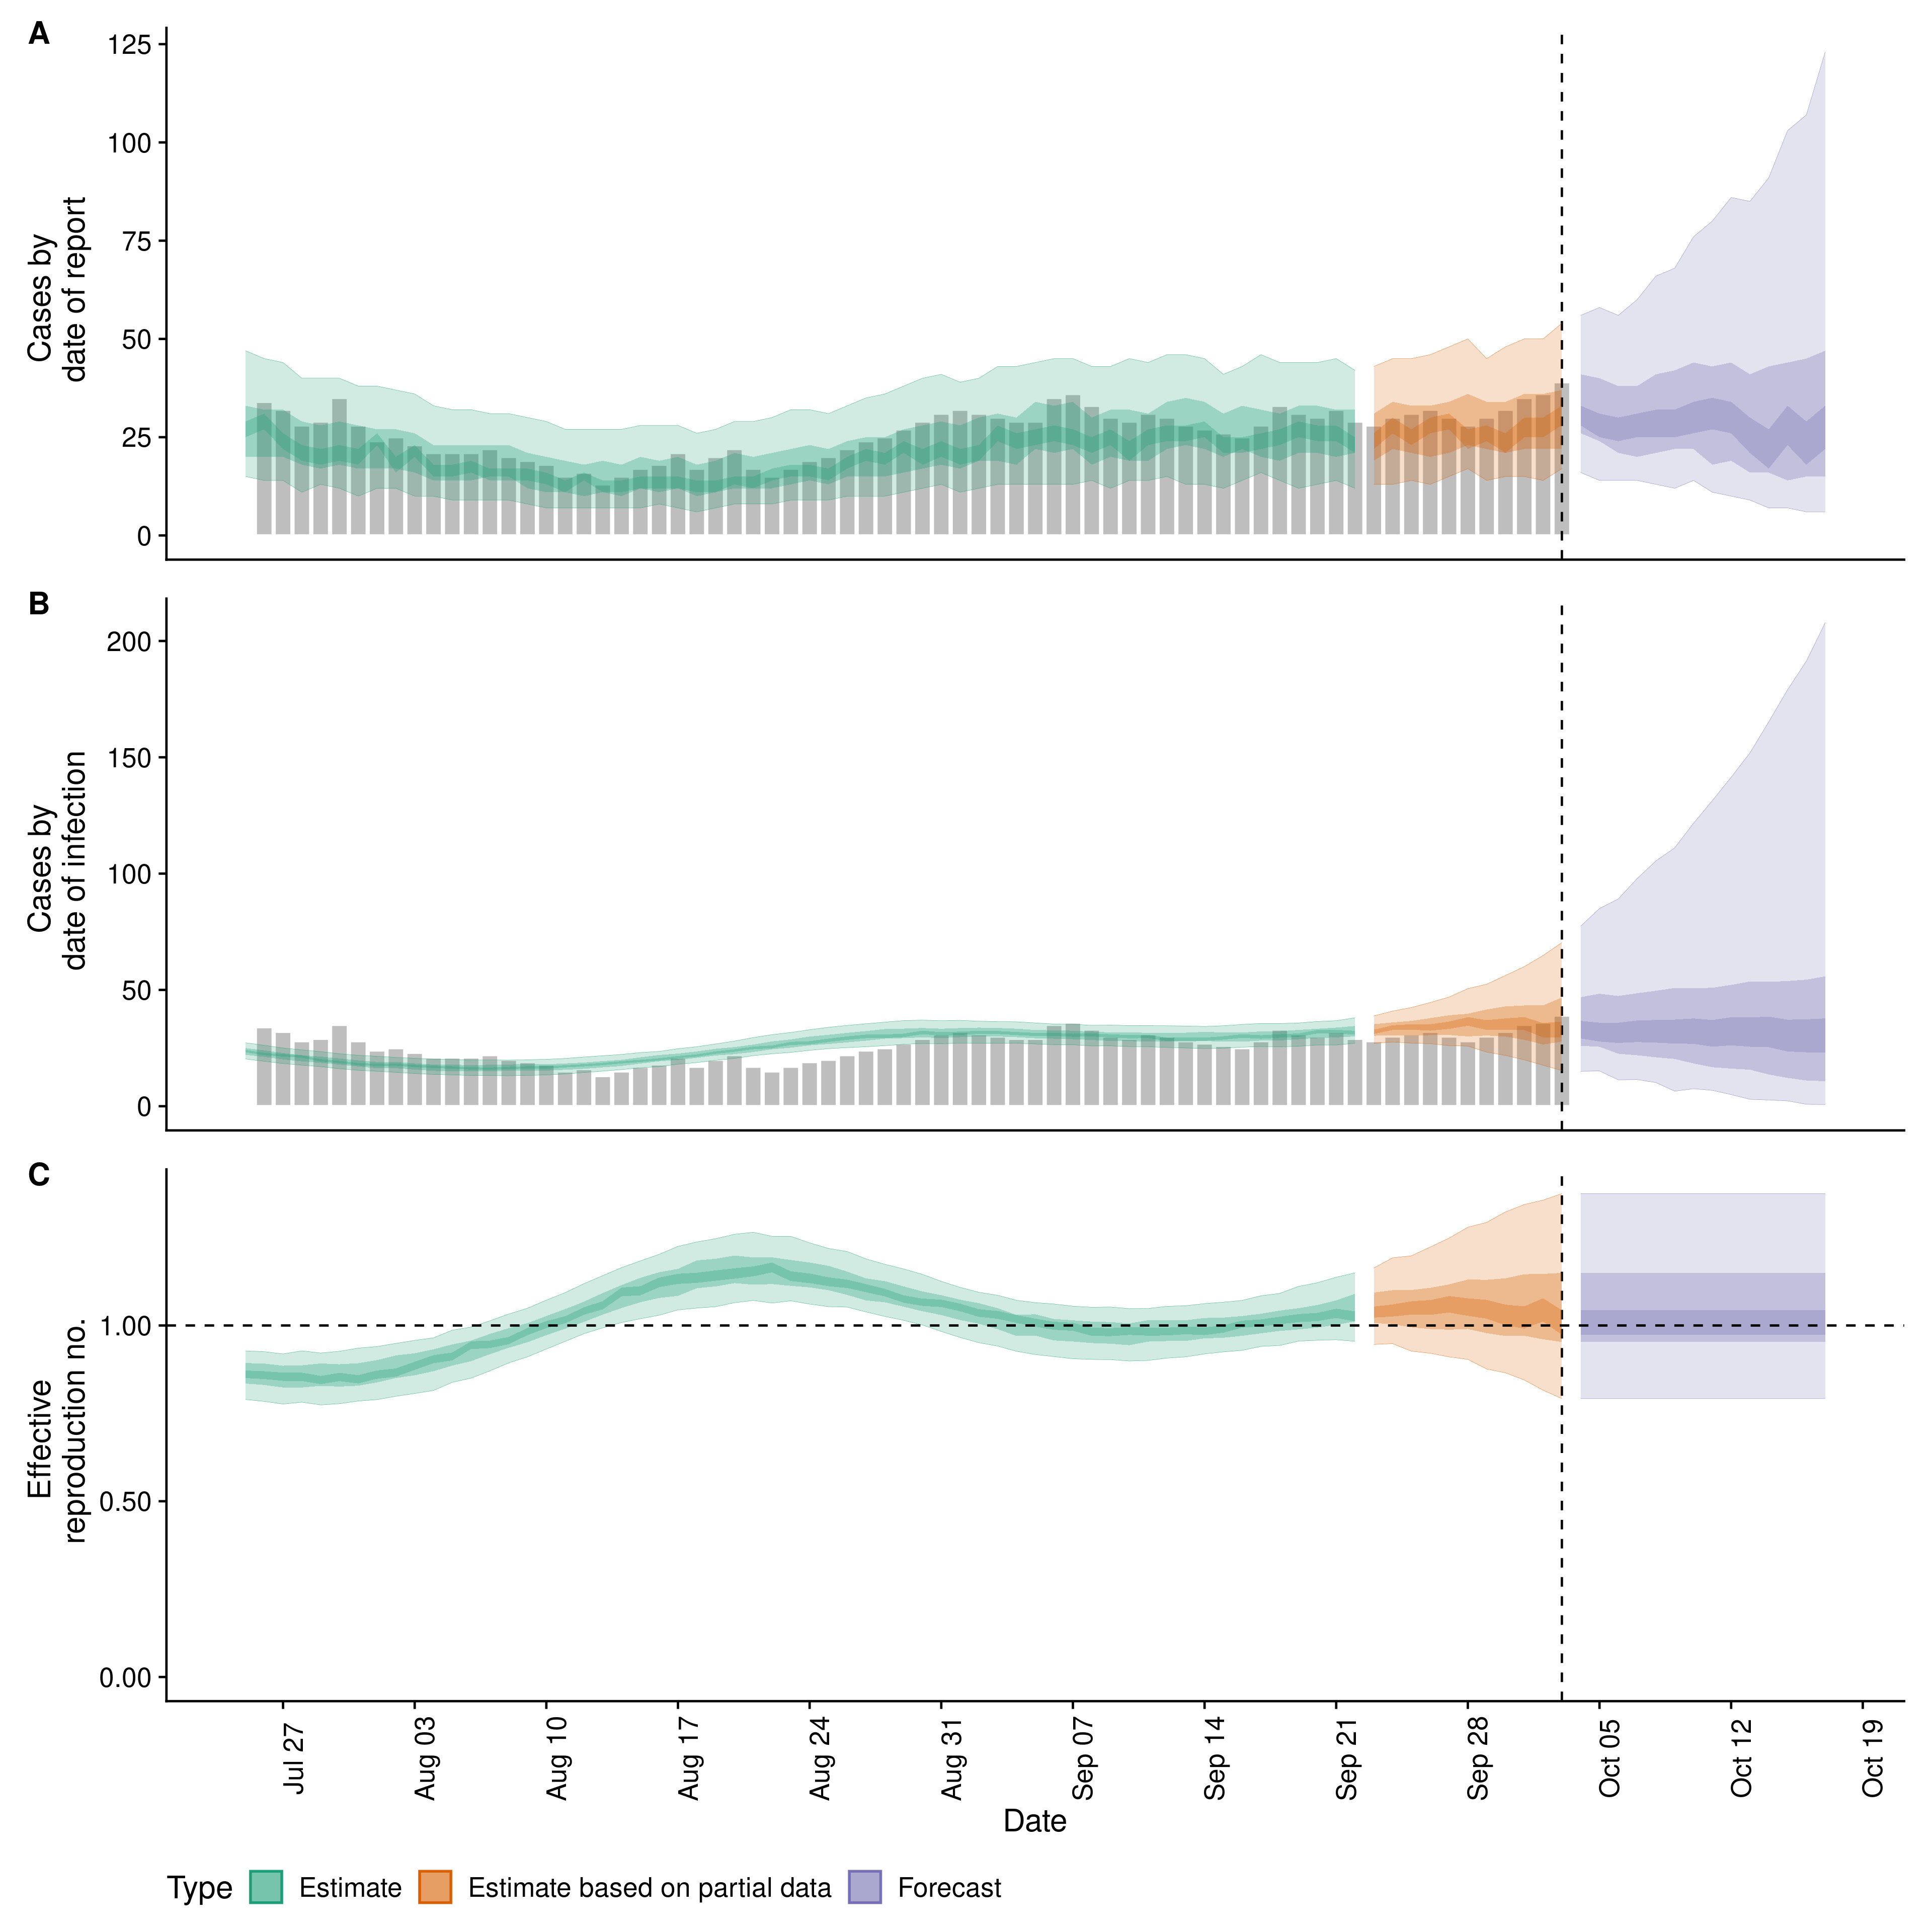 A
Cases by
date of report
125
100
75
50
25
0
B
Cases by
date of infection
200
150
100
50
0
C
Effective
reproduction no.
1.00
0.50
0.00
Jul 27
Aug 03
Aug 10
Aug 17
Aug 24
Aug 31
Sep 07
Sep 14
Sep 21
Sep 28
Oct 05
Oct 12
Oct 19
Date
Type Estimate Estimate based on partial data Forecast